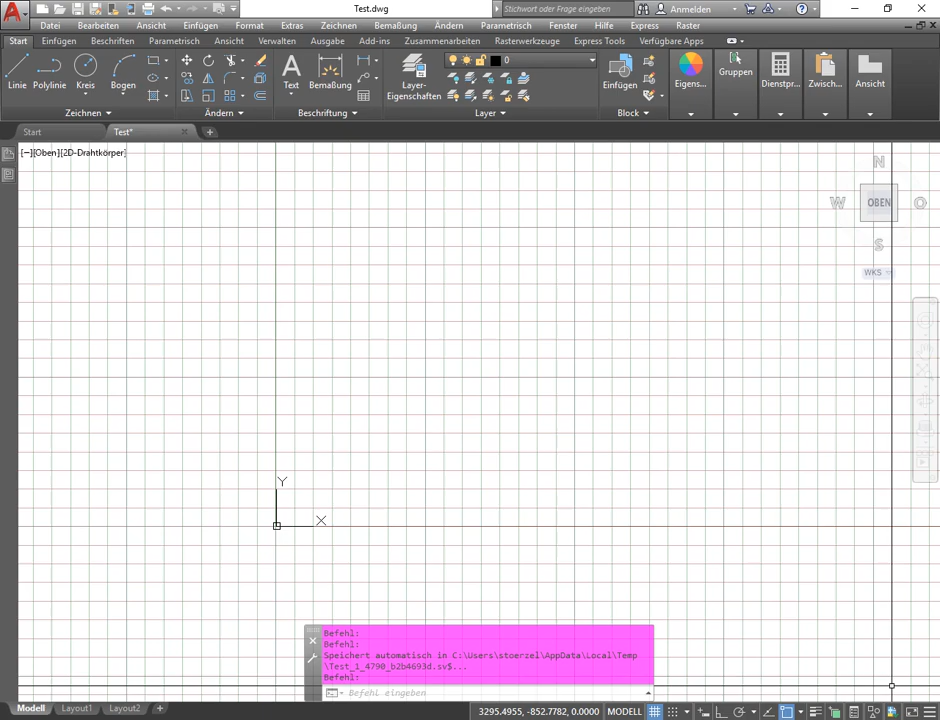 Test.dwg
Stichwort oder Frage eingeben
Anmelden
Datei Bearbeiten Ansicht Einfügen Format Extras Zeichnen Bemaßung Ändern Parametrisch Fenster Hilfe Express Raster
Start Einfügen Beschriften Parametrisch Ansicht Verwalten Ausgabe Add-ins Zusammenarbeiten Rasterwerkzeuge Express Tools Verfügbare Apps
0
Linie Polylinie Kreis Bogen
Text Bemaßung
Layer-
Eigenschaften
Einfügen
Eigens...
Gruppen
Dienstpr...
Zwisch...
Ansicht
Zeichnen Ändern Beschriftung Layer Block
Start Test*
[−][Oben][2D-Drahtkörper]
N
W OBEN O
S
WKS
Y
X
Befehl:
Befehl:
Speichert automatisch in C:\Users\stoerzel\AppData\Local\Temp
\Test_1_4790_b2b4693d.sv$...
Befehl:
Befehl eingeben
Modell Layout1 Layout2
3295.4955, -852.7782, 0.0000 MODELL